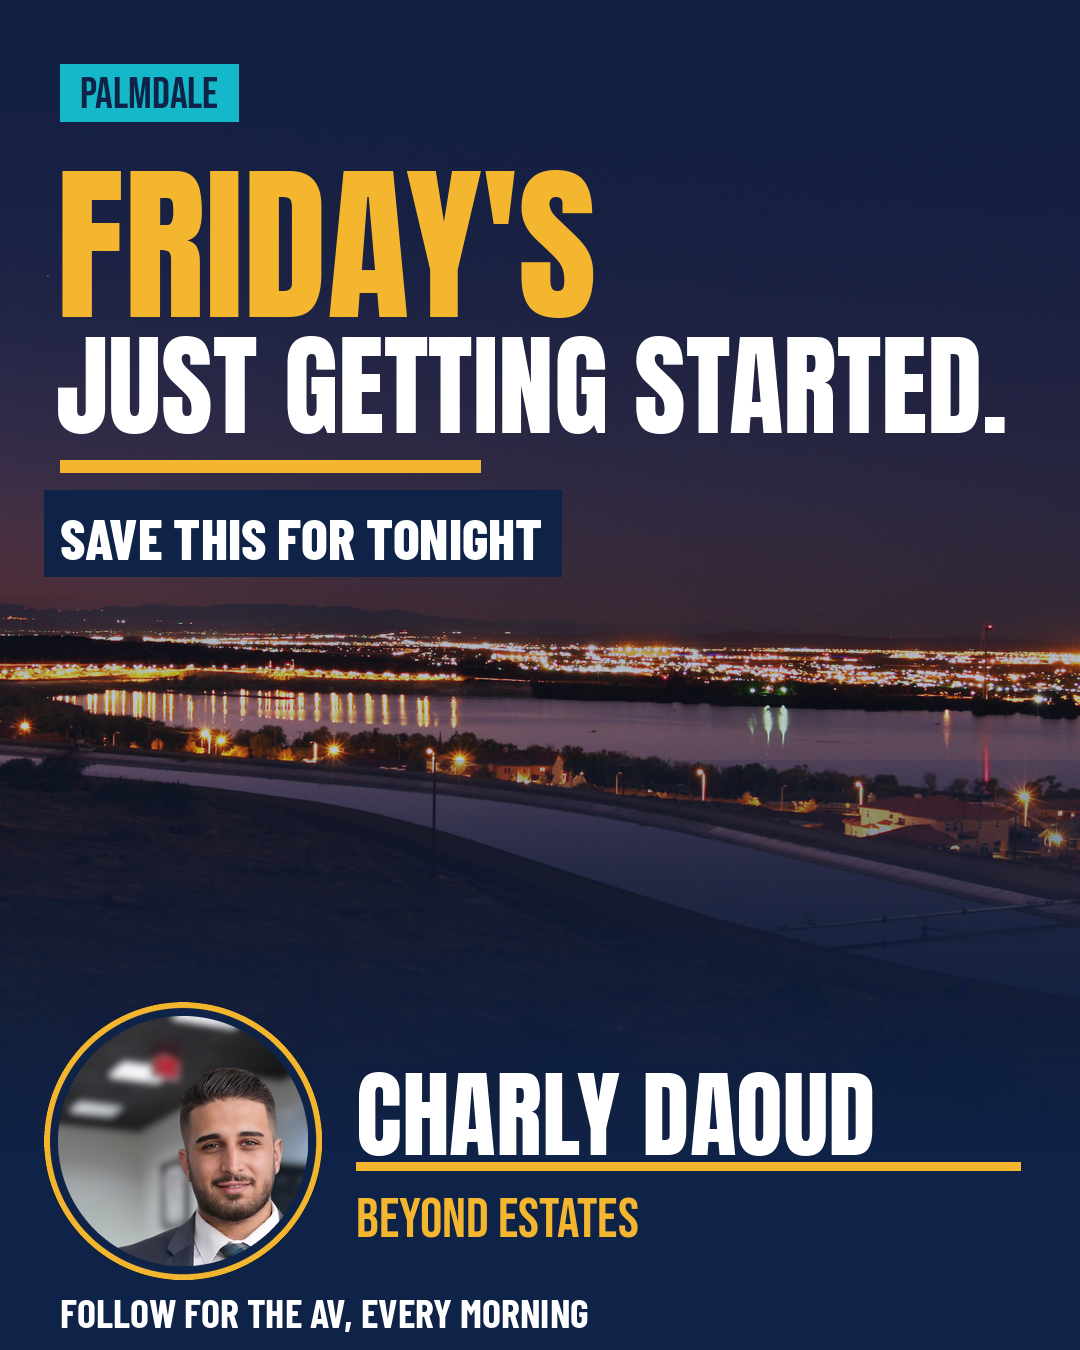 PALMDALE
FRIDAY'S
JUST GETTING STARTED.
SAVE THIS FOR TONIGHT
CHARLY DAOUD
BEYOND ESTATES
FOLLOW FOR THE AV, EVERY MORNING